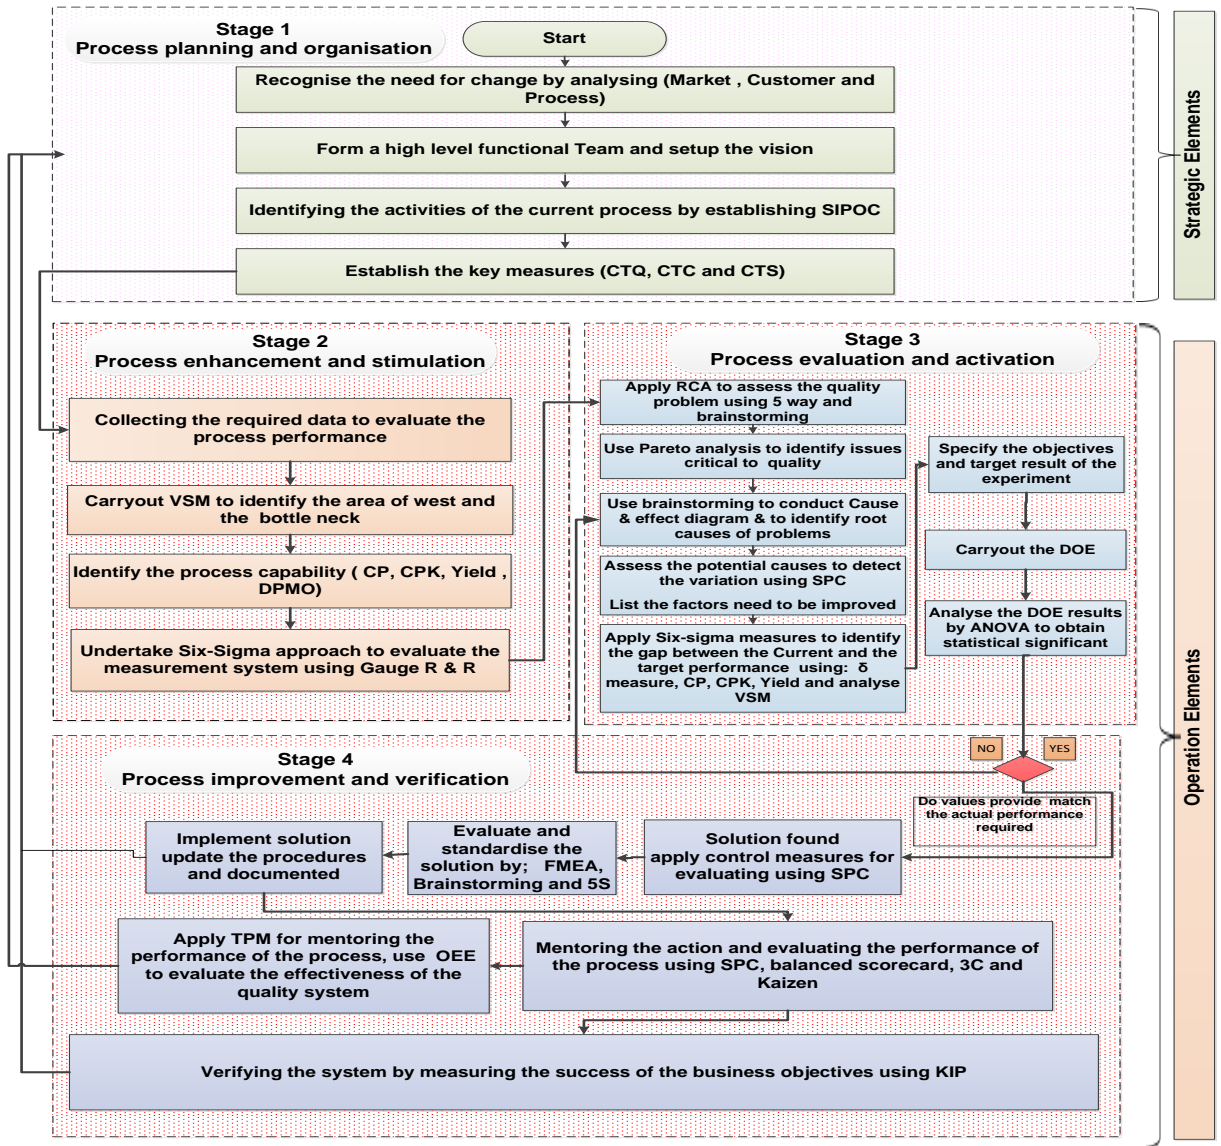 Stage 1
Process planning and organisation
Start
Recognise the need for change by analysing (Market , Customer and
Process)
Form a high level functional Team and setup the vision
Identifying the activities of the current process by establishing SIPOC
Establish the key measures (CTQ, CTC and CTS)
Strategic Elements
Stage 2
Process enhancement and stimulation
Collecting the required data to evaluate the
process performance
Carryout VSM to identify the area of west and
the bottle neck
Identify the process capability ( CP, CPK, Yield ,
DPMO)
Undertake Six-Sigma approach to evaluate the
measurement system using Gauge R & R
Stage 3
Process evaluation and activation
Apply RCA to assess the quality
problem using 5 way and
brainstorming
Use Pareto analysis to identify issues
critical to quality
Use brainstorming to conduct Cause
& effect diagram & to identify root
causes of problems
Assess the potential causes to detect
the variation using SPC
List the factors need to be improved
Apply Six-sigma measures to identify
the gap between the Current and the
target performance using: δ
measure, CP, CPK, Yield and analyse
VSM
Specify the objectives
and target result of the
experiment
Carryout the DOE
Analyse the DOE results
by ANOVA to obtain
statistical significant
Operation Elements
NO
YES
Do values provide match
the actual performance
required
Stage 4
Process improvement and verification
Implement solution
update the procedures
and documented
Evaluate and
standardise the
solution by; FMEA,
Brainstorming and 5S
Solution found
apply control measures for
evaluating using SPC
Apply TPM for mentoring the
performance of the process, use OEE
to evaluate the effectiveness of the
quality system
Mentoring the action and evaluating the performance of
the process using SPC, balanced scorecard, 3C and
Kaizen
Verifying the system by measuring the success of the business objectives using KIP